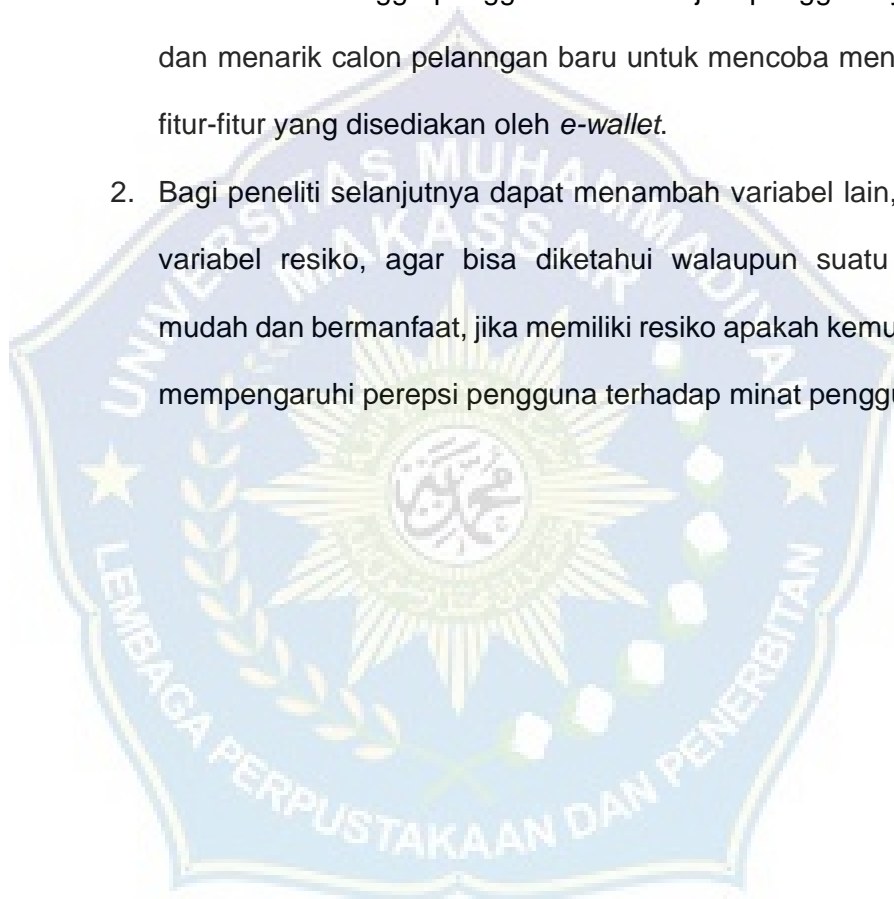 dan menarik calon pelanngan baru untuk mencoba men
fitur-fitur yang disediakan oleh e-wallet.
2. Bagi peneliti selanjutnya dapat menambah variabel lain,
variabel resiko, agar bisa diketahui walaupun suatu
mudah dan bermanfaat, jika memiliki resiko apakah kemu
mempengaruhi perepsi pengguna terhadap minat penggu
UNIVERSITAS MUHAMMADIYAH
MAKASSAR
LEMBAGA PERPUSTAKAAN DAN PENERBITAN